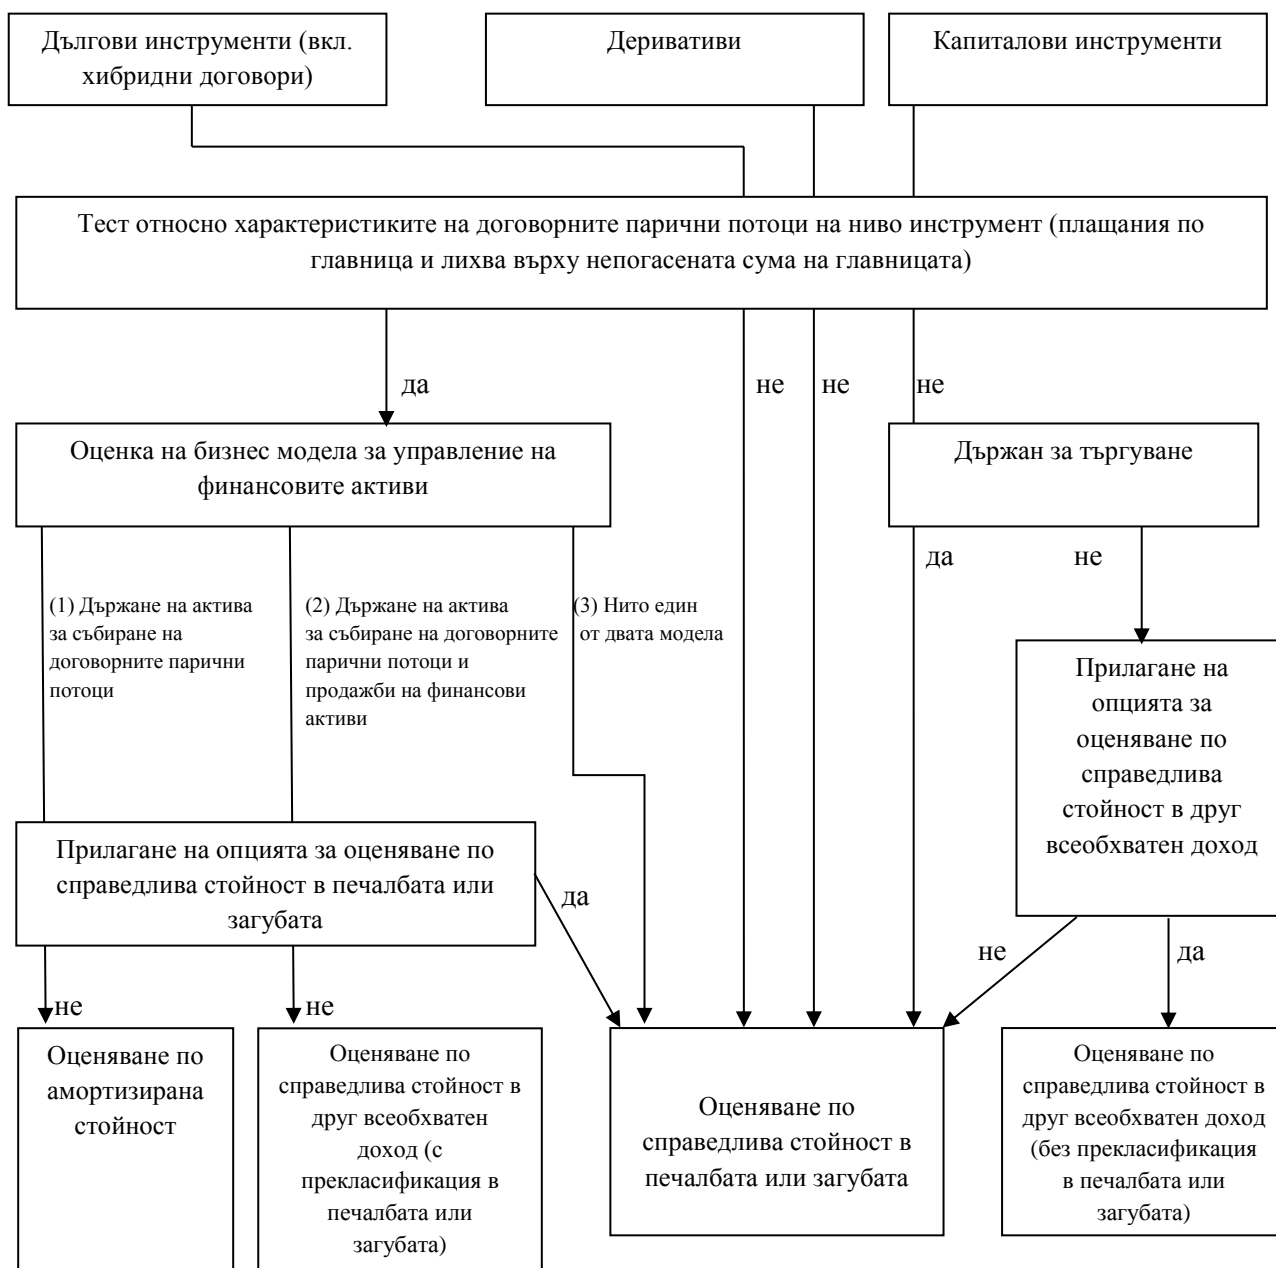 Дългови инструменти (вкл.
хибридни договори)
Деривативи
Капиталови инструменти
Тест относно характеристиките на договорните парични потоци на ниво инструмент (плащания по
главница и лихва върху непогасената сума на главницата)
да
не
не
не
Оценка на бизнес модела за управление на
финансовите активи
Държан за търгуване
да
не
(1) Държане на актива
за събиране на
договорните парични
потоци
(2) Държане на актива
за събиране на договорните
парични потоци и
продажби на финансови
активи
(3) Нито един
от двата модела
Прилагане на
опцията за
оценяване по
справедлива
стойност в друг
всеобхватен доход
Прилагане на опцията за оценяване по
справедлива стойност в печалбата или
загубата
да
не
да
не
не
Оценяване по
амортизирана
стойност
Оценяване по
справедлива стойност в
друг всеобхватен
доход (с
прекласификация в
печалбата или
загубата)
Оценяване по
справедлива стойност в
печалбата или загубата
Оценяване по
справедлива стойност в
друг всеобхватен доход
(без прекласификация
в печалбата или
загубата)